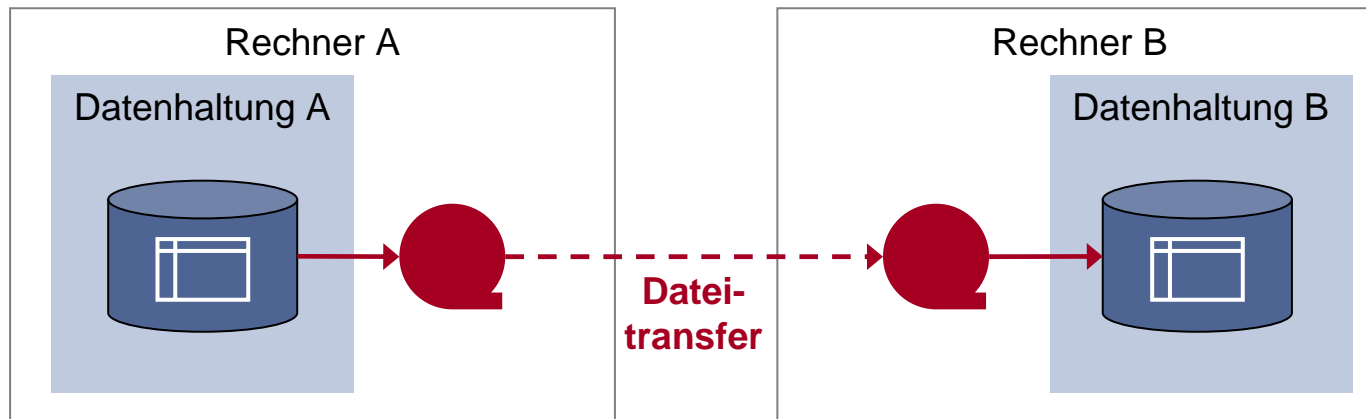 Rechner A
Rechner B
Datenhaltung A
Datenhaltung B
Datei-
transfer